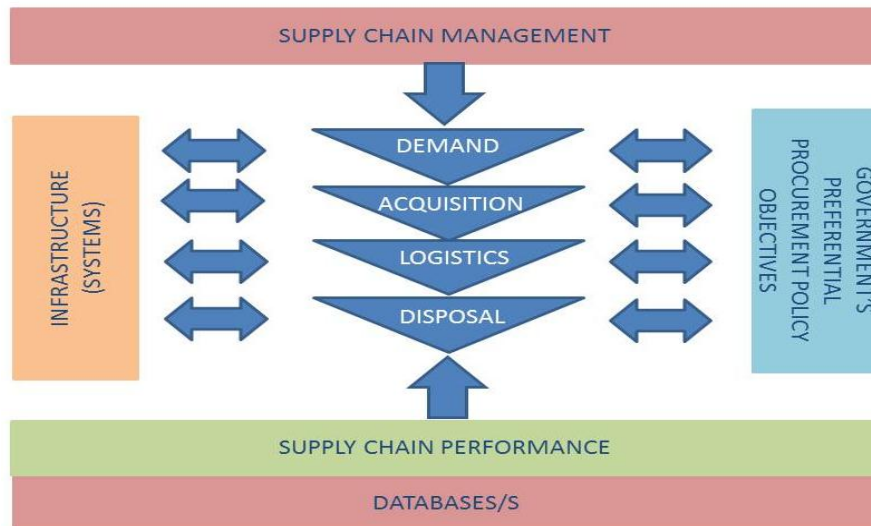 SUPPLY CHAIN MANAGEMENT
INFRASTRUCTURE
(SYSTEMS)
DEMAND
ACQUISITION
LOGISTICS
DISPOSAL
GOVERNMENT'S
PREFERENTIAL
PROCUREMENT POLICY
OBJECTIVES
SUPPLY CHAIN PERFORMANCE
DATABASES/S